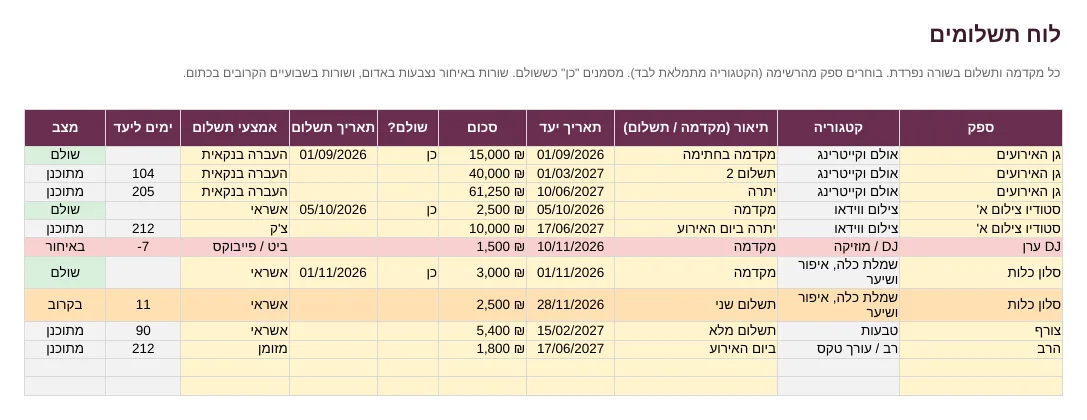 לוח תשלומים
כל מקדמה ותשלום בשורה נפרדת. בוחרים ספק מהרשימה (הקטגוריה מתמלאת לבד). מסמנים "כן" כששולם. שורות באיחור נצבעות באדום, ושורות בשבועיים הקרובים בכתום.
ספק קטגוריה תיאור (מקדמה / תשלום) תאריך יעד סכום שולם? תאריך תשלום אמצעי תשלום ימים ליעד מצב
גן האירועים אולם וקייטרינג מקדמה בחתימה 01/09/2026 15,000 ₪ כן 01/09/2026 העברה בנקאית שולם
גן האירועים אולם וקייטרינג תשלום 2 01/03/2027 40,000 ₪ העברה בנקאית 104 מתוכנן
גן האירועים אולם וקייטרינג יתרה 10/06/2027 61,250 ₪ העברה בנקאית 205 מתוכנן
סטודיו צילום א' צילום ווידאו מקדמה 05/10/2026 2,500 ₪ כן 05/10/2026 אשראי שולם
סטודיו צילום א' צילום ווידאו יתרה ביום האירוע 17/06/2027 10,000 ₪ צ'ק 212 מתוכנן
DJ ערן DJ / מוזיקה מקדמה 10/11/2026 1,500 ₪ ביט / פייבוקס -7 באיחור
סלון כלות שמלת כלה, איפור ושיער מקדמה 01/11/2026 3,000 ₪ כן 01/11/2026 אשראי שולם
סלון כלות שמלת כלה, איפור ושיער תשלום שני 28/11/2026 2,500 ₪ אשראי 11 בקרוב
צורף טבעות תשלום מלא 15/02/2027 5,400 ₪ אשראי 90 מתוכנן
הרב רב / עורך טקס ביום האירוע 17/06/2027 1,800 ₪ מזומן 212 מתוכנן